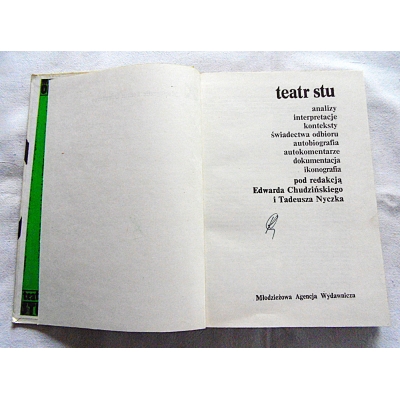 teatr stu
analizy
interpretacje
konteksty
świadectwa odbioru
autobiografia
autokomentarze
dokumentacja
ikonografia
pod redakcją
Edwarda Chudzińskiego
i Tadeusza Nyczka
Młodzieżowa Agencja Wydawnicza